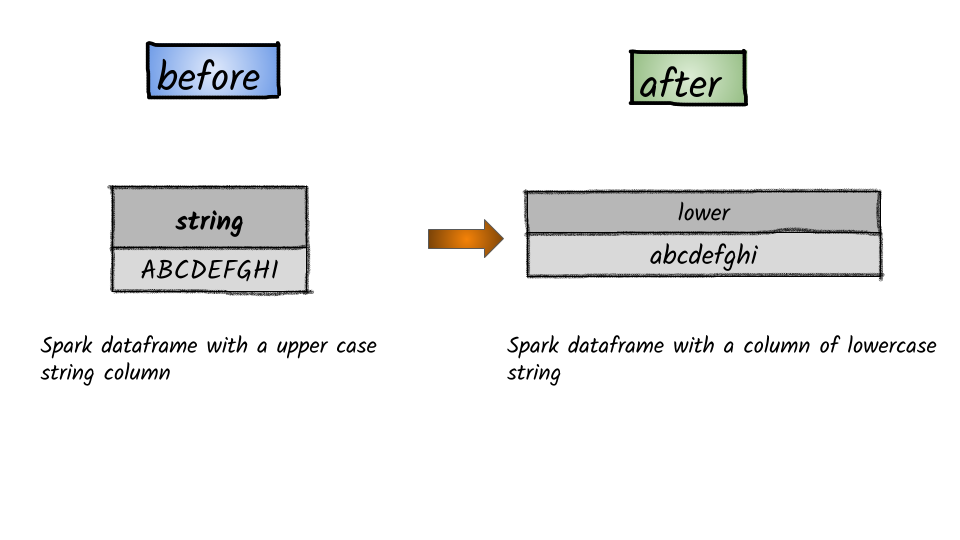 before
after
string
ABCDEFGHI
lower
abcdefghi
Spark dataframe with a upper case
string column
Spark dataframe with a column of lowercase
string